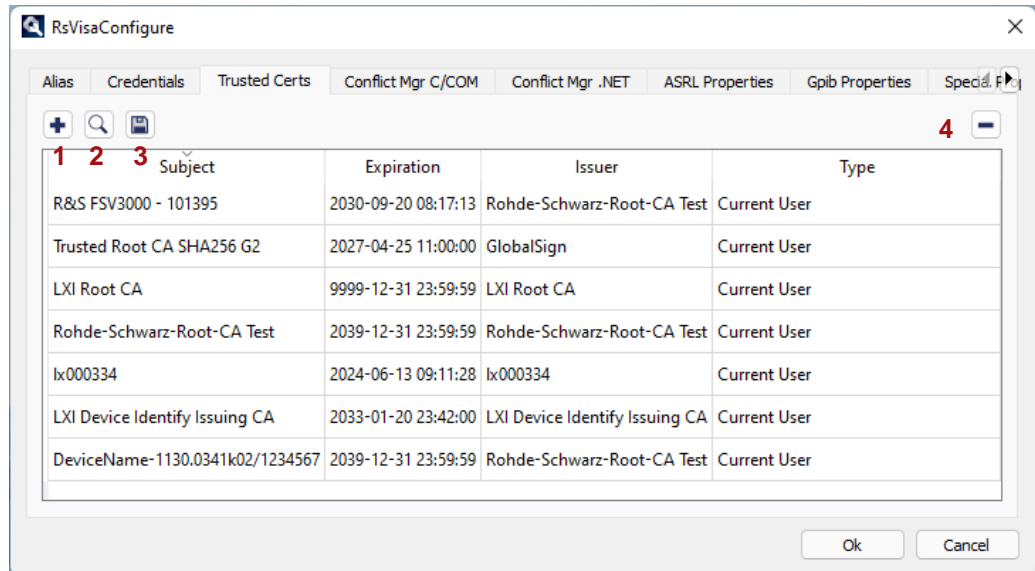 RsVisaConfigure
Alias Credentials Trusted Certs Conflict Mgr C/COM Conflict Mgr .NET ASRL Properties Gpib Properties
1 2 3 4
Subject Expiration Issuer Type
R&S FSV3000 - 101395 2030-09-20 08:17:13 Rohde-Schwarz-Root-CA Test Current User
Trusted Root CA SHA256 G2 2027-04-25 11:00:00 GlobalSign Current User
LXI Root CA 9999-12-31 23:59:59 LXI Root CA Current User
Rohde-Schwarz-Root-CA Test 2039-12-31 23:59:59 Rohde-Schwarz-Root-CA Test Current User
lx000334 2024-06-13 09:11:28 lx000334 Current User
LXI Device Identify Issuing CA 2033-01-20 23:42:00 LXI Device Identify Issuing CA Current User
DeviceName-1130.0341k02/1234567 2039-12-31 23:59:59 Rohde-Schwarz-Root-CA Test Current User
Ok Cancel